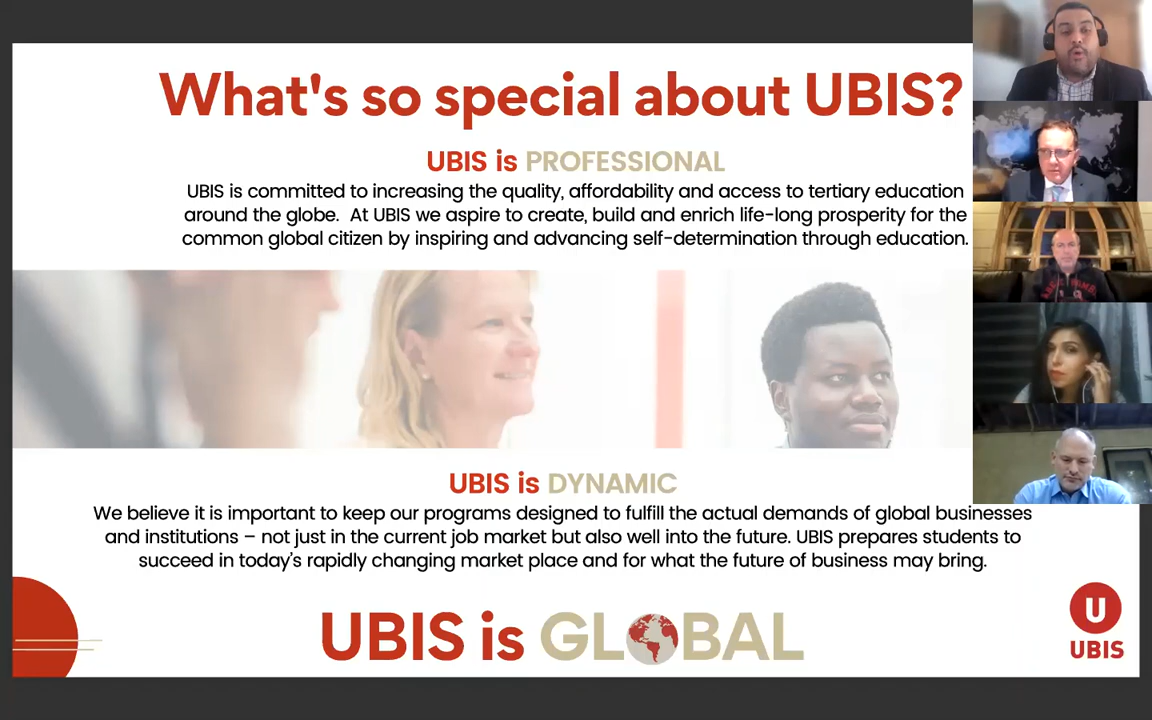 What's so special about UBIS?
UBIS is PROFESSIONAL
UBIS is committed to increasing the quality, affordability and access to tertiary education
around the globe. At UBIS we aspire to create, build and enrich life-long prosperity for the
common global citizen by inspiring and advancing self-determination through education.
UBIS is DYNAMIC
We believe it is important to keep our programs designed to fulfill the actual demands of global businesses
and institutions – not just in the current job market but also well into the future. UBIS prepares students to
succeed in today's rapidly changing market place and for what the future of business may bring.
UBIS is GLOBAL
U
UBIS